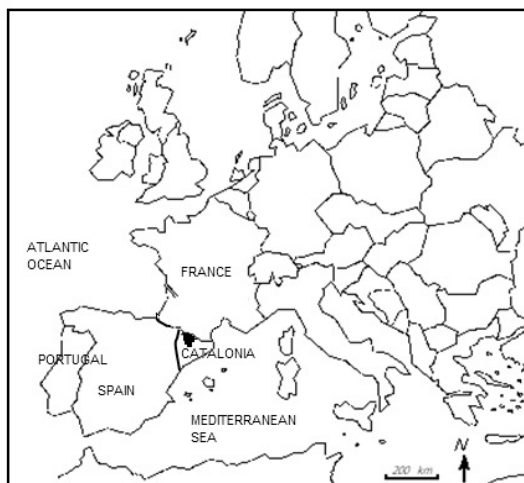 ATLANTIC
OCEAN
FRANCE
PORTUGAL
CATALONIA
SPAIN
MEDITERRANEAN
SEA
N
200 km